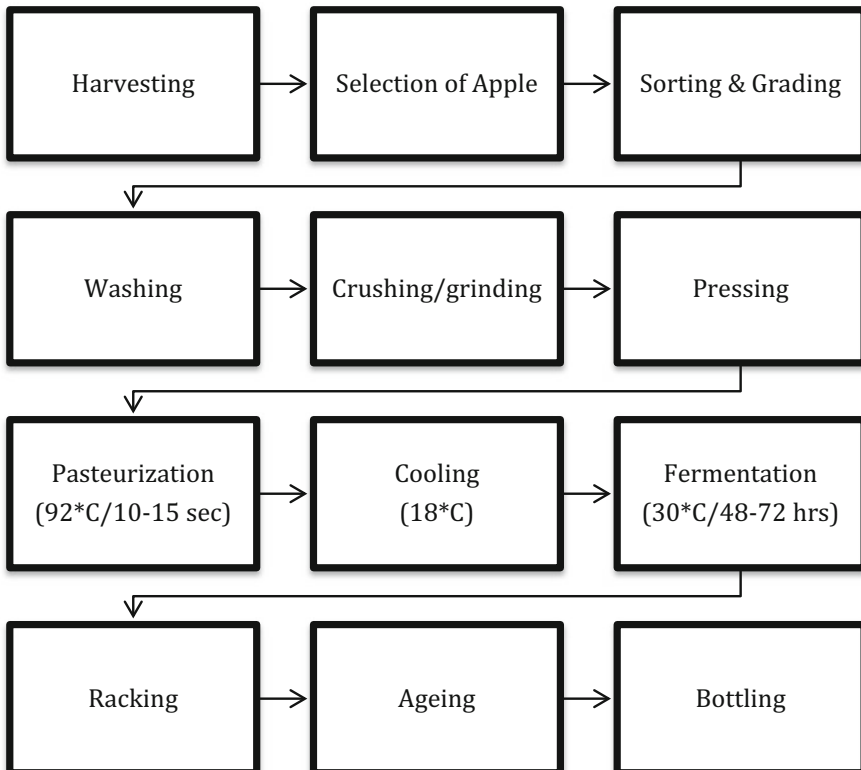 Harvesting
Selection of Apple
Sorting & Grading
Washing
Crushing/grinding
Pressing
Pasteurization
(92*C/10-15 sec)
Cooling
(18*C)
Fermentation
(30*C/48-72 hrs)
Racking
Ageing
Bottling